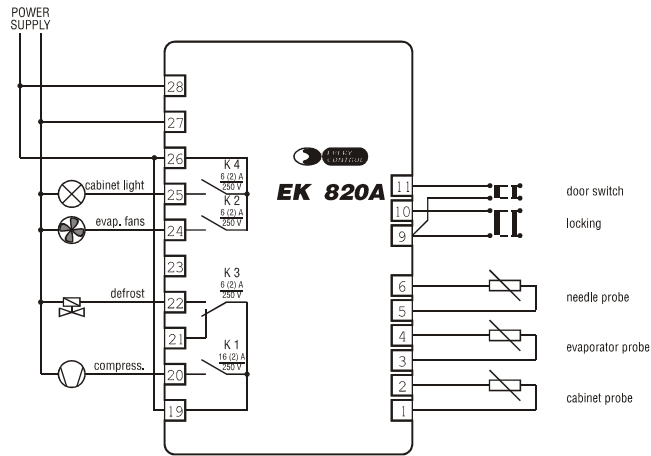 POWER
SUPPLY
28
27
26
K 4
6 (2) A
250 V
EVERY
CONTROL
cabinet light
25
EK 820A
11
door switch
K 2
6 (2) A
250 V
10
evap. fans
24
9
locking
23
K 3
6 (2) A
250 V
6
needle probe
defrost
22
5
21
4
evaporator probe
K 1
16 (2) A
250 V
3
compress.
20
2
cabinet probe
19
1